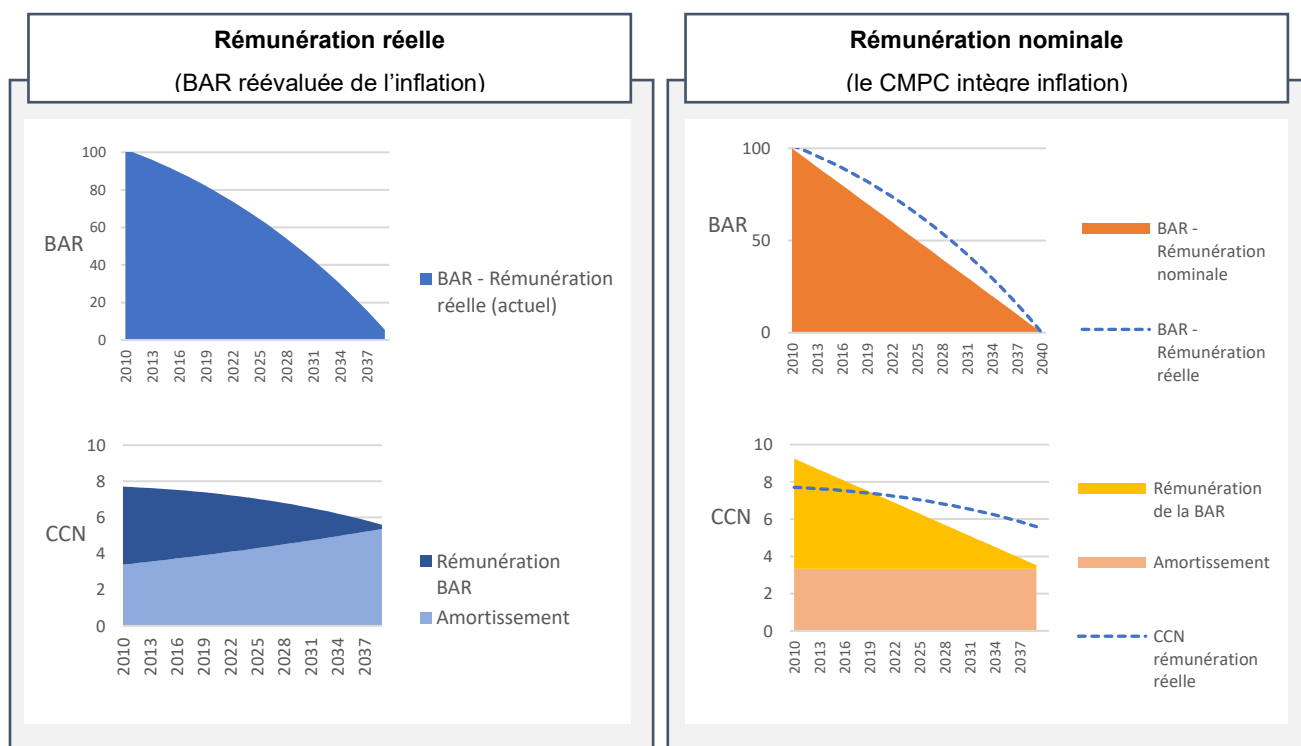 Rémunération réelle
(BAR réévaluée de l'inflation)
100
80
60
40
20
0
BAR
2010
2013
2016
2019
2022
2025
2028
2031
2034
2037
BAR - Rémunération
réelle (actuel)
10
8
6
4
2
0
CCN
2010
2013
2016
2019
2022
2025
2028
2031
2034
2037
Rémunération
BAR
Amortissement
Rémunération nominale
(le CMPC intègre inflation)
100
50
0
BAR
2010
2013
2016
2019
2022
2025
2028
2031
2034
2037
2040
BAR -
Rémunération
nominale
BAR -
Rémunération
réelle
10
8
6
4
2
0
CCN
2010
2013
2016
2019
2022
2025
2028
2031
2034
2037
Rémunération
de la BAR
Amortissement
CCN
rémunération
réelle